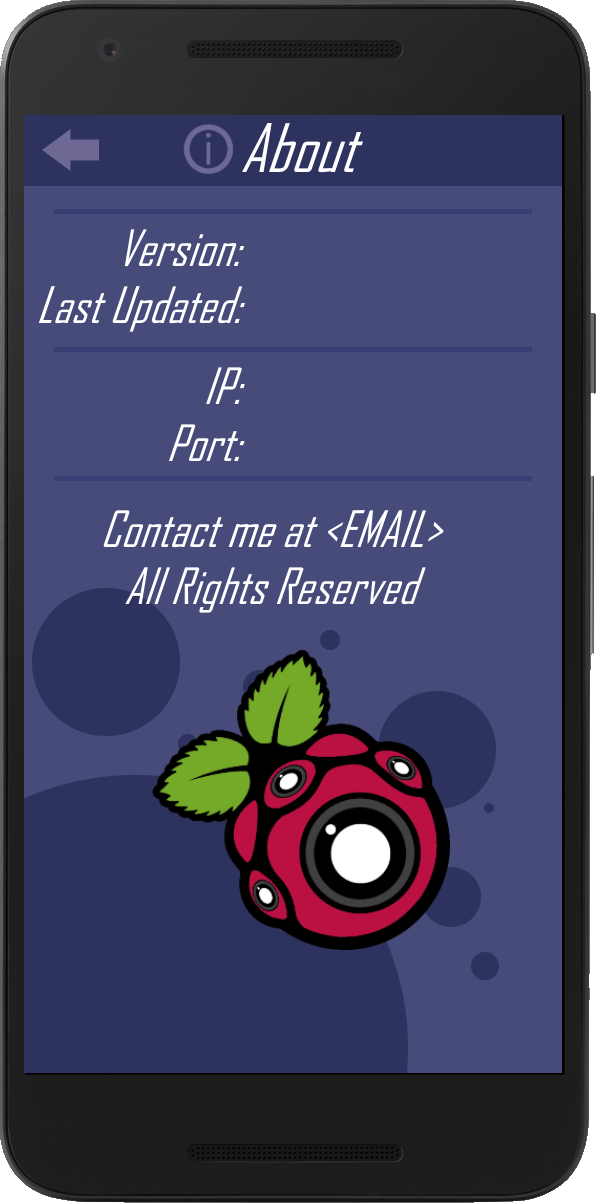 About
Version:
Last Updated:
IP:
Port:
Contact me at <EMAIL>
All Rights Reserved